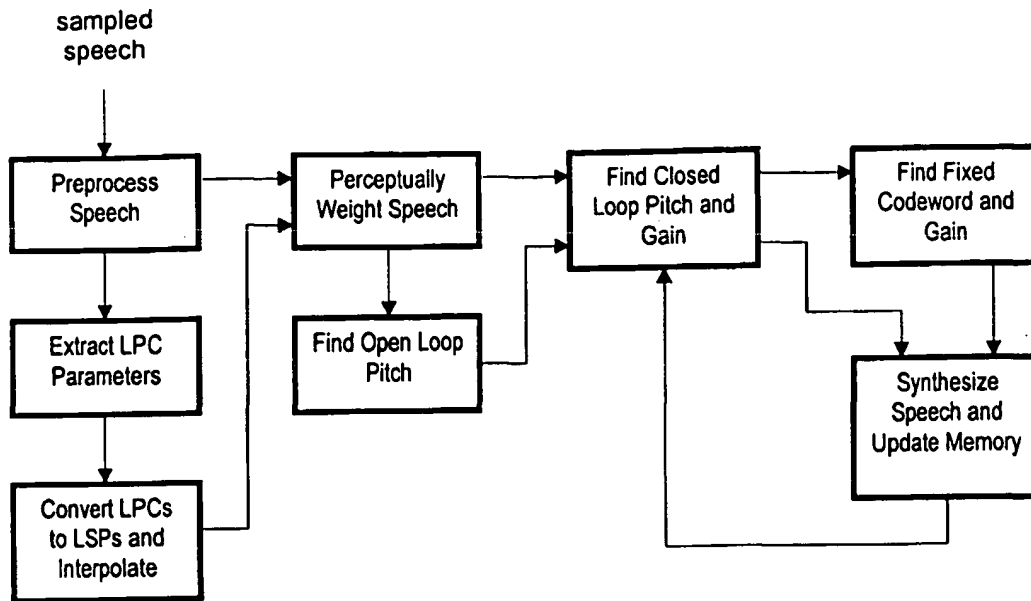 sampled
speech
Preprocess
Speech
Perceptually
Weight Speech
Find Closed
Loop Pitch and
Gain
Find Fixed
Codeword and
Gain
Extract LPC
Parameters
Find Open Loop
Pitch
Synthesize
Speech and
Update Memory
Convert LPCs
to LSPs and
Interpolate